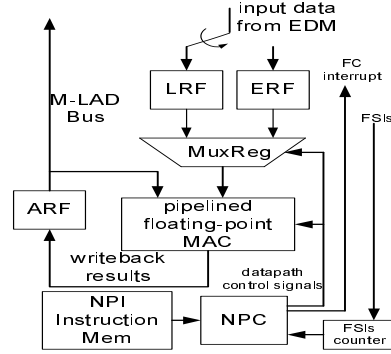 input data
from EDM
LRF
ERF
FC
interrupt
M-LAD
Bus
FSIs
MuxReg
ARF
pipelined
floating-point
MAC
writeback
results
datapath
control signals
NPI
Instruction
Mem
NPC
FSIs
counter